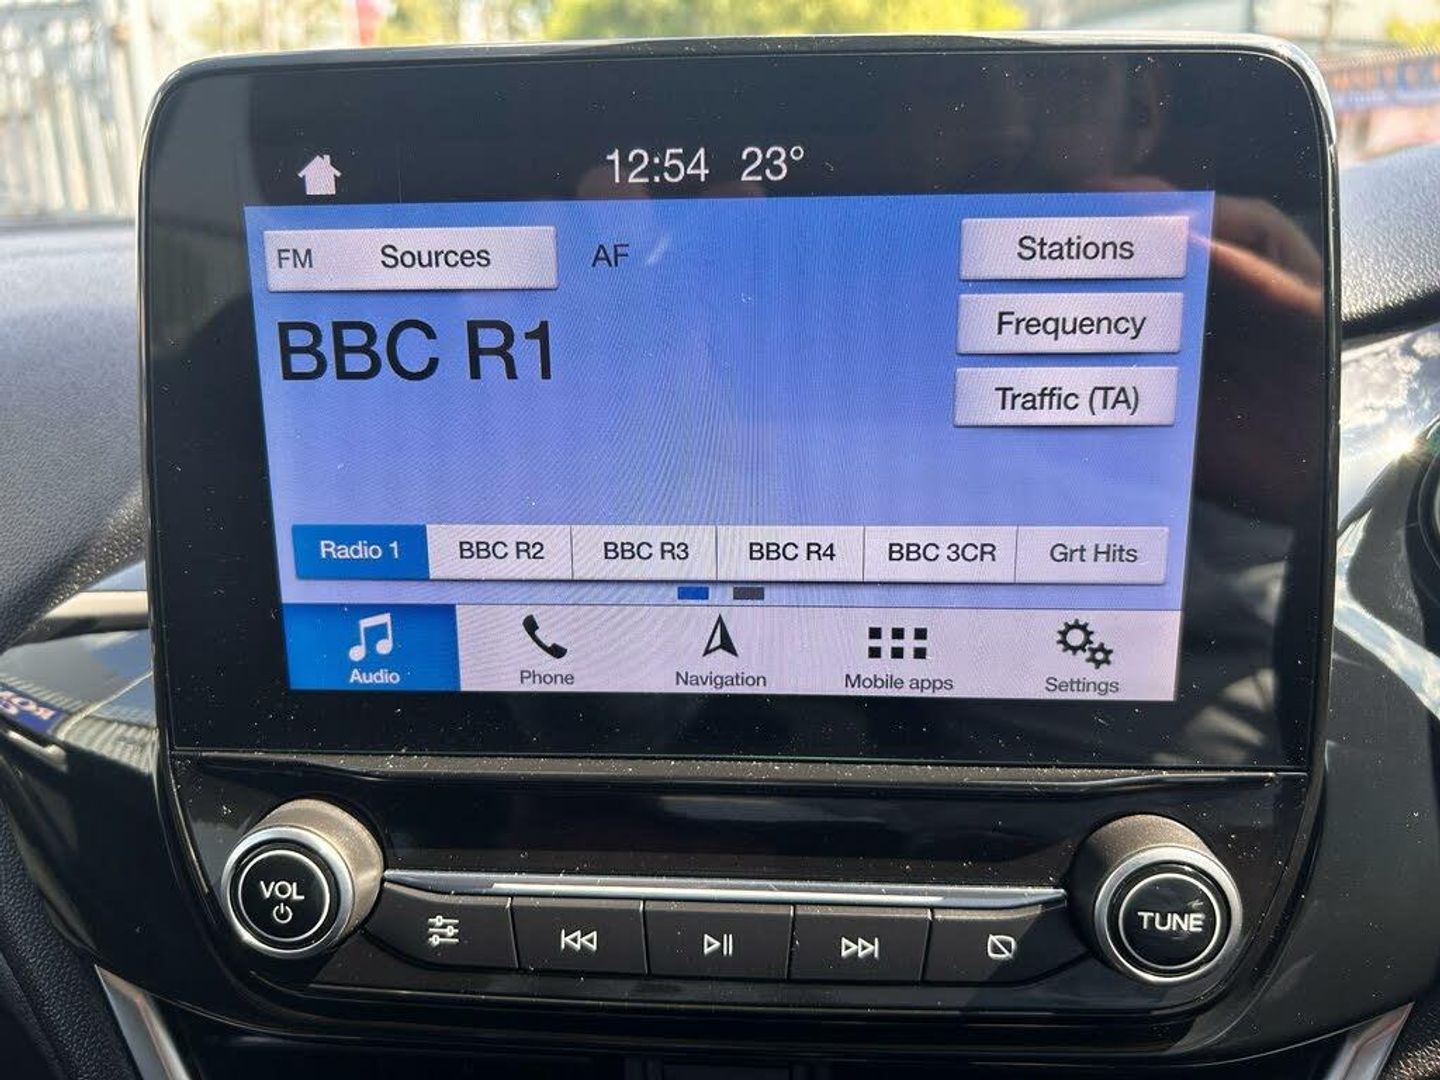 12:54 23°
FM Sources AF Stations
BBC R1
Frequency
Traffic (TA)
Radio 1 BBC R2 BBC R3 BBC R4 BBC 3CR Grt Hits
Audio Phone Navigation Mobile apps Settings
VOL
TUNE